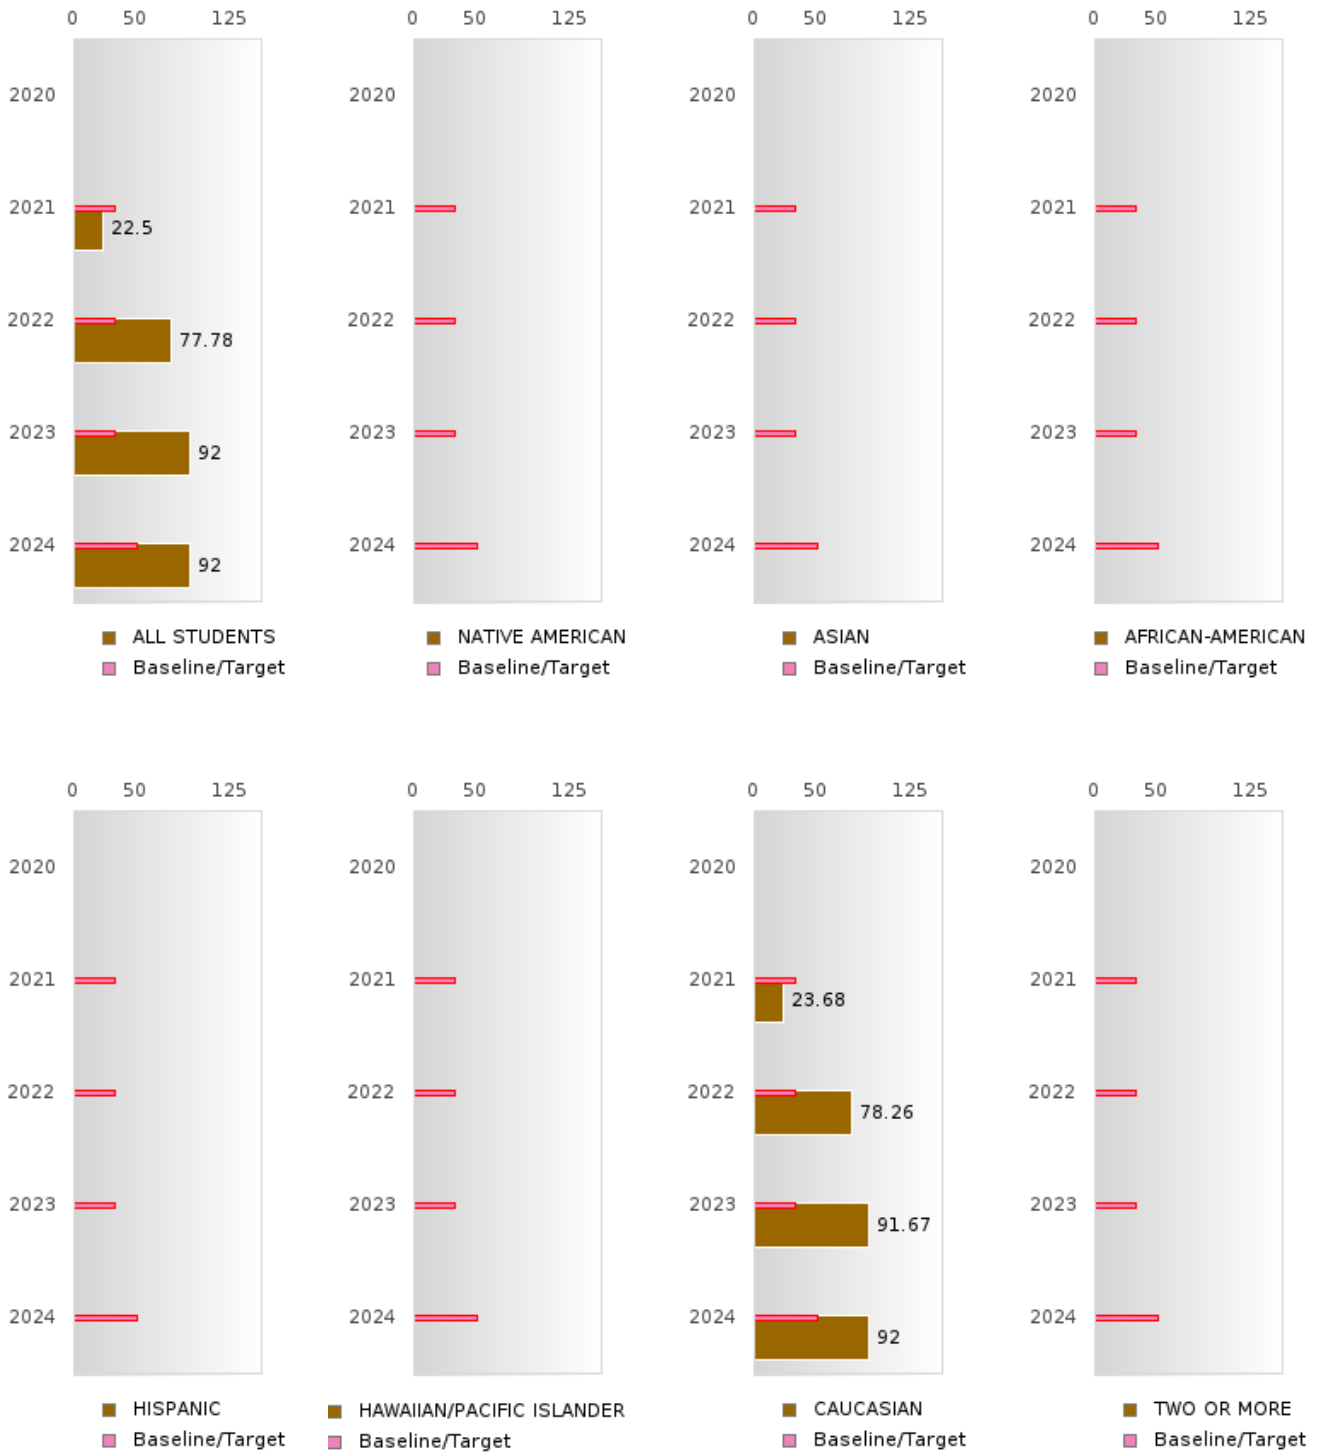 0 50 125 0 50 125 0 50 125 0 50 125
2020 2020 2020 2020
2021 2021 2021 2021
22.5
2022 2022 2022 2022
77.78
2023 2023 2023 2023
92
2024 2024 2024 2024
92
ALL STUDENTS NATIVE AMERICAN ASIAN AFRICAN-AMERICAN
Baseline/Target Baseline/Target Baseline/Target Baseline/Target
0 50 125 0 50 125 0 50 125 0 50 125
2020 2020 2020 2020
2021 2021 2021 2021
23.68
2022 2022 2022 2022
78.26
2023 2023 2023 2023
91.67
2024 2024 2024 2024
92
HISPANIC HAWAIIAN/PACIFIC ISLANDER CAUCASIAN TWO OR MORE
Baseline/Target Baseline/Target Baseline/Target Baseline/Target